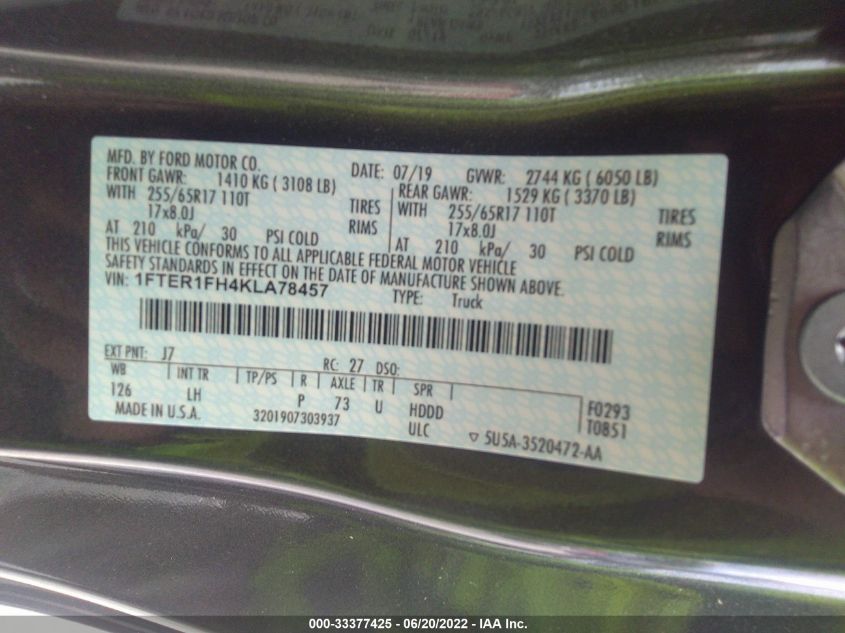 MFD. BY FORD MOTOR CO. DATE: 07/19 GVWR: 2744 KG ( 6050 LB)
FRONT GAWR: 1410 KG ( 3108 LB) REAR GAWR: 1529 KG ( 3370 LB)
WITH 255/65R17 110T TIRES WITH 255/65R17 110T TIRES
17x8.0J RIMS 17x8.0J RIMS
AT 210 kPa/ 30 PSI COLD AT 210 kPa/ 30 PSI COLD
THIS VEHICLE CONFORMS TO ALL APPLICABLE FEDERAL MOTOR VEHICLE
SAFETY STANDARDS IN EFFECT ON THE DATE OF MANUFACTURE SHOWN ABOVE.
VIN: 1FTER1FH4KLA78457 TYPE: Truck
EXT PNT: J7 RC: 27 DSO:
WB INT TR TP/PS R AXLE TR SPR
126 LH P 73 U HDDD F0293
MADE IN U.S.A. 3201907303937 ULC T0851
5U5A-3520472-AA
000-33377425 - 06/20/2022 - IAA Inc.